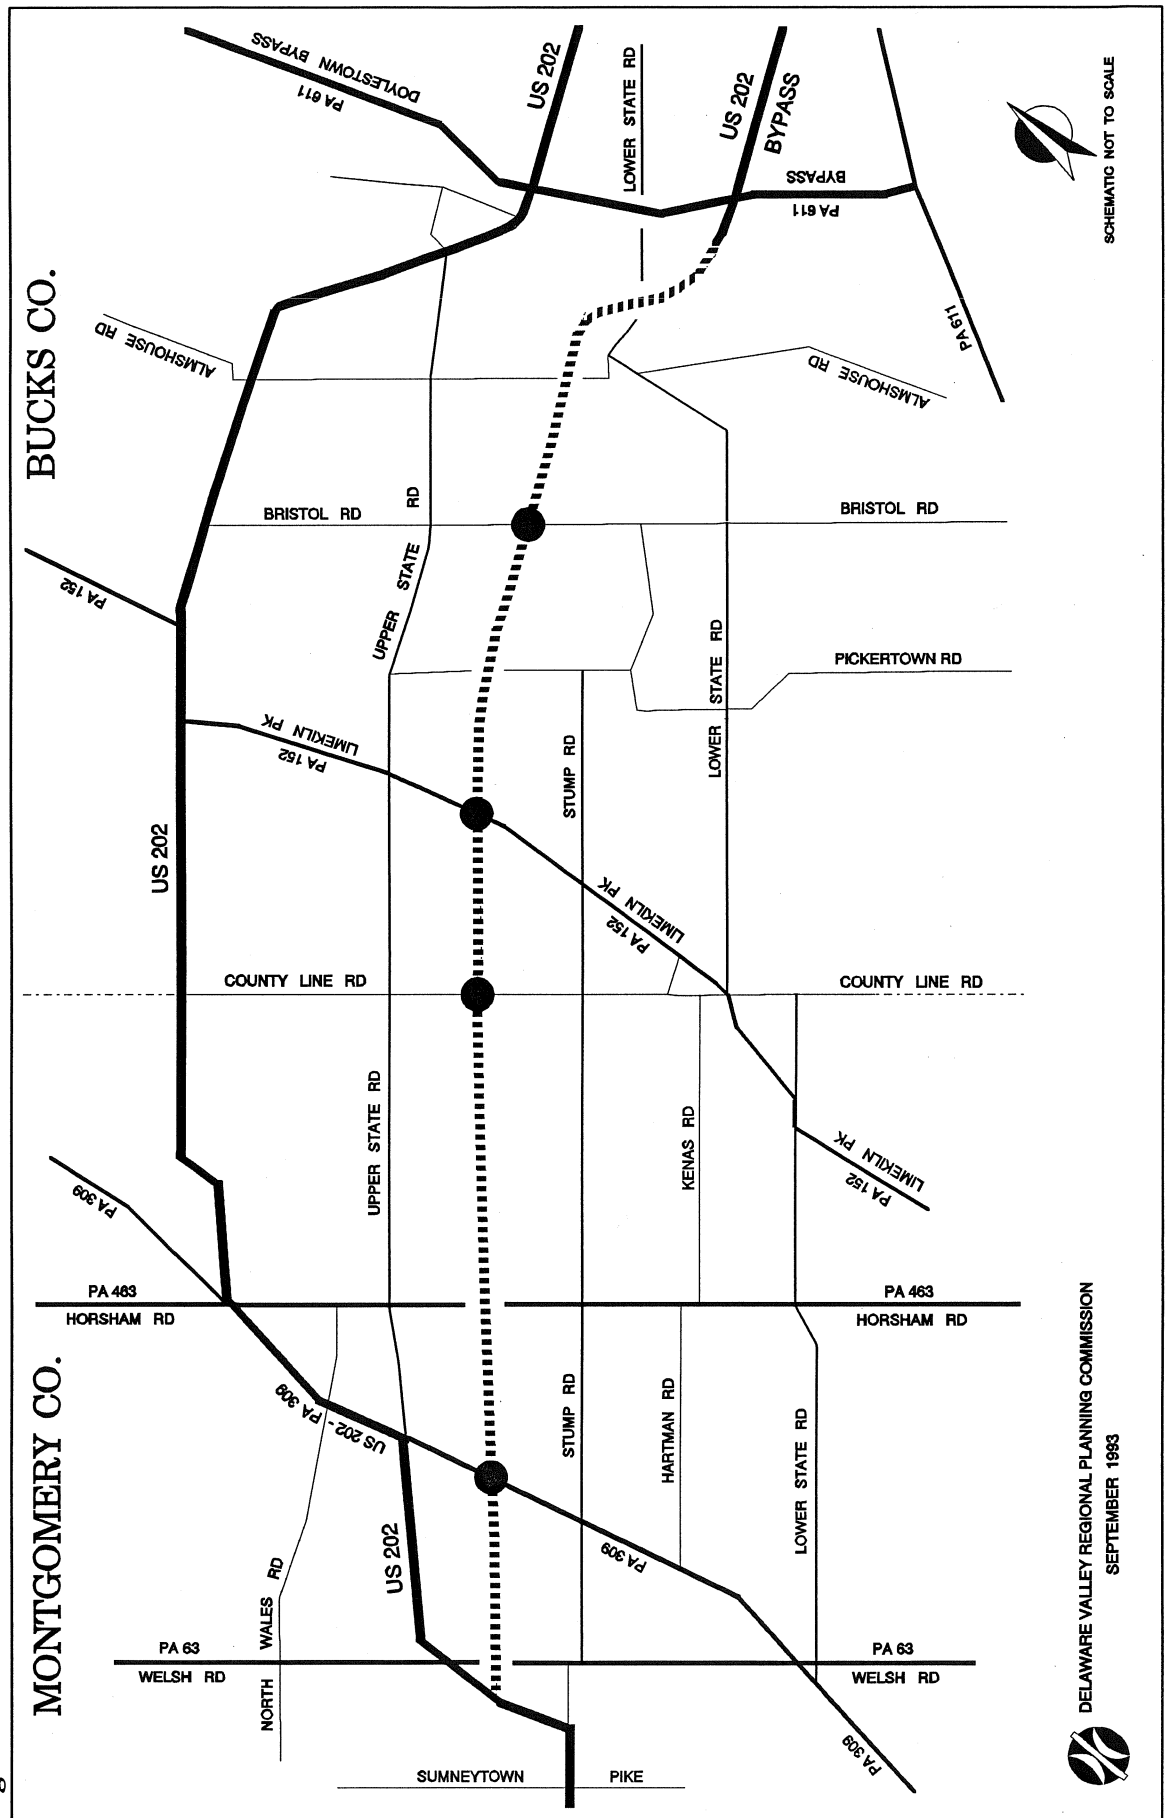 DOYLESTOWN BYPASS
PA 611
US 202
LOWER STATE RD
US 202
BYPASS
BYPASS
PA 611
SCHEMATIC NOT TO SCALE
BUCKS CO.
ALMSHOUSE RD
PA 611
ALMSHOUSE RD
BRISTOL RD
UPPER STATE RD
BRISTOL RD
PA 152
PICKERTOWN RD
LIMEKILN PK
PA 152
STUMP RD
LOWER STATE RD
US 202
LIMEKILN PK
PA 152
COUNTY LINE RD
COUNTY LINE RD
UPPER STATE RD
KENAS RD
LIMEKILN PK
PA 152
PA 309
PA 463
HORSHAM RD
PA 463
HORSHAM RD
MONTGOMERY CO.
US 202 - PA 309
STUMP RD
HARTMAN RD
LOWER STATE RD
US 202
PA 309
NORTH WALES RD
PA 63
WELSH RD
PA 63
WELSH RD
PA 309
SUMNEYTOWN PIKE
DELAWARE VALLEY REGIONAL PLANNING COMMISSION
SEPTEMBER 1993